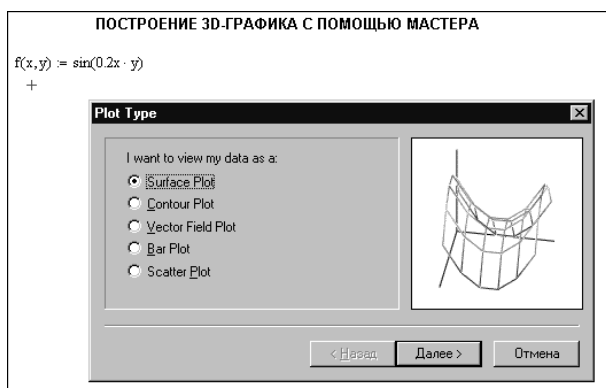 ПОСТРОЕНИЕ 3D-ГРАФИКА С ПОМОЩЬЮ МАСТЕРА
f(x,y) := sin(0.2x · y)
Plot Type
I want to view my data as a:
Surface Plot
Contour Plot
Vector Field Plot
Bar Plot
Scatter Plot
< Назад Далее > Отмена